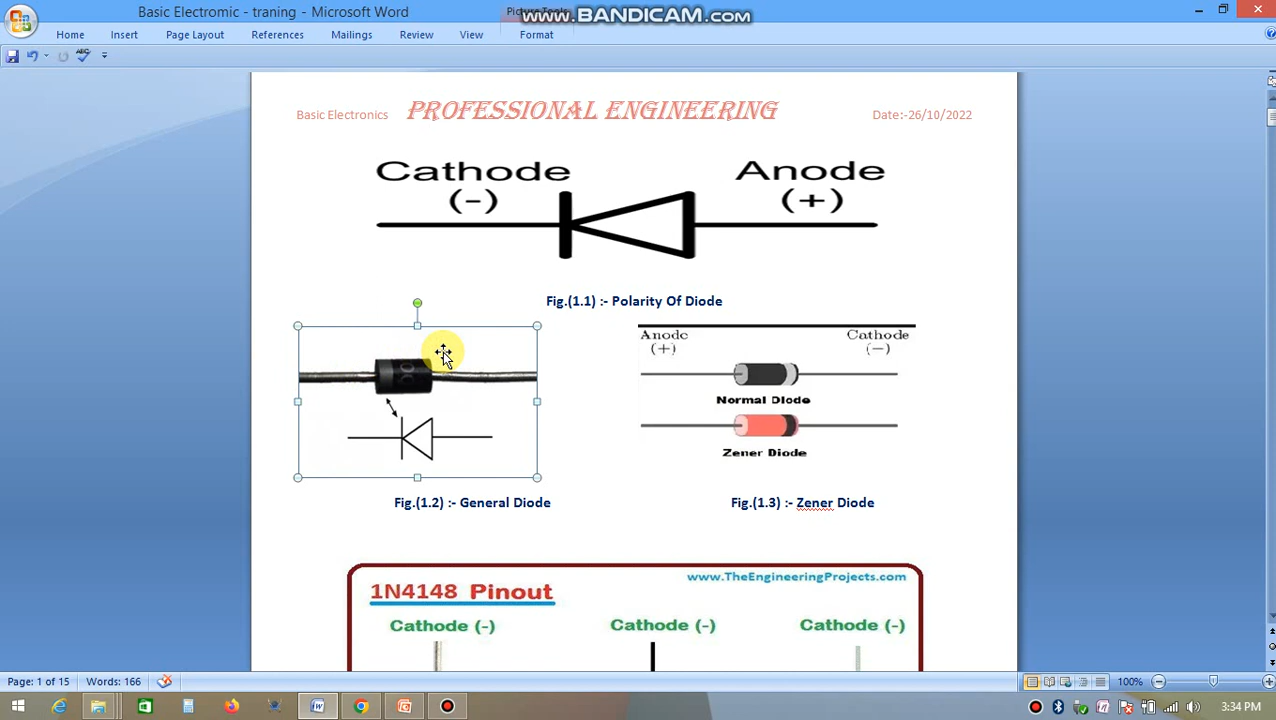 Basic Electromic - traning - Microsoft Word
www.BANDICAM.com
Home Insert Page Layout References Mailings Review View Format
Basic Electronics PROFESSIONAL ENGINEERING Date:-26/10/2022
Cathode Anode
(-) (+)
Fig.(1.1) :- Polarity Of Diode
Anode Cathode
(+) (−)
Normal Diode
Zener Diode
Fig.(1.2) :- General Diode Fig.(1.3) :- Zener Diode
www.TheEngineeringProjects.com
1N4148 Pinout
Cathode (-) Cathode (-) Cathode (-)
Page: 1 of 15 Words: 166 100%
3:34 PM